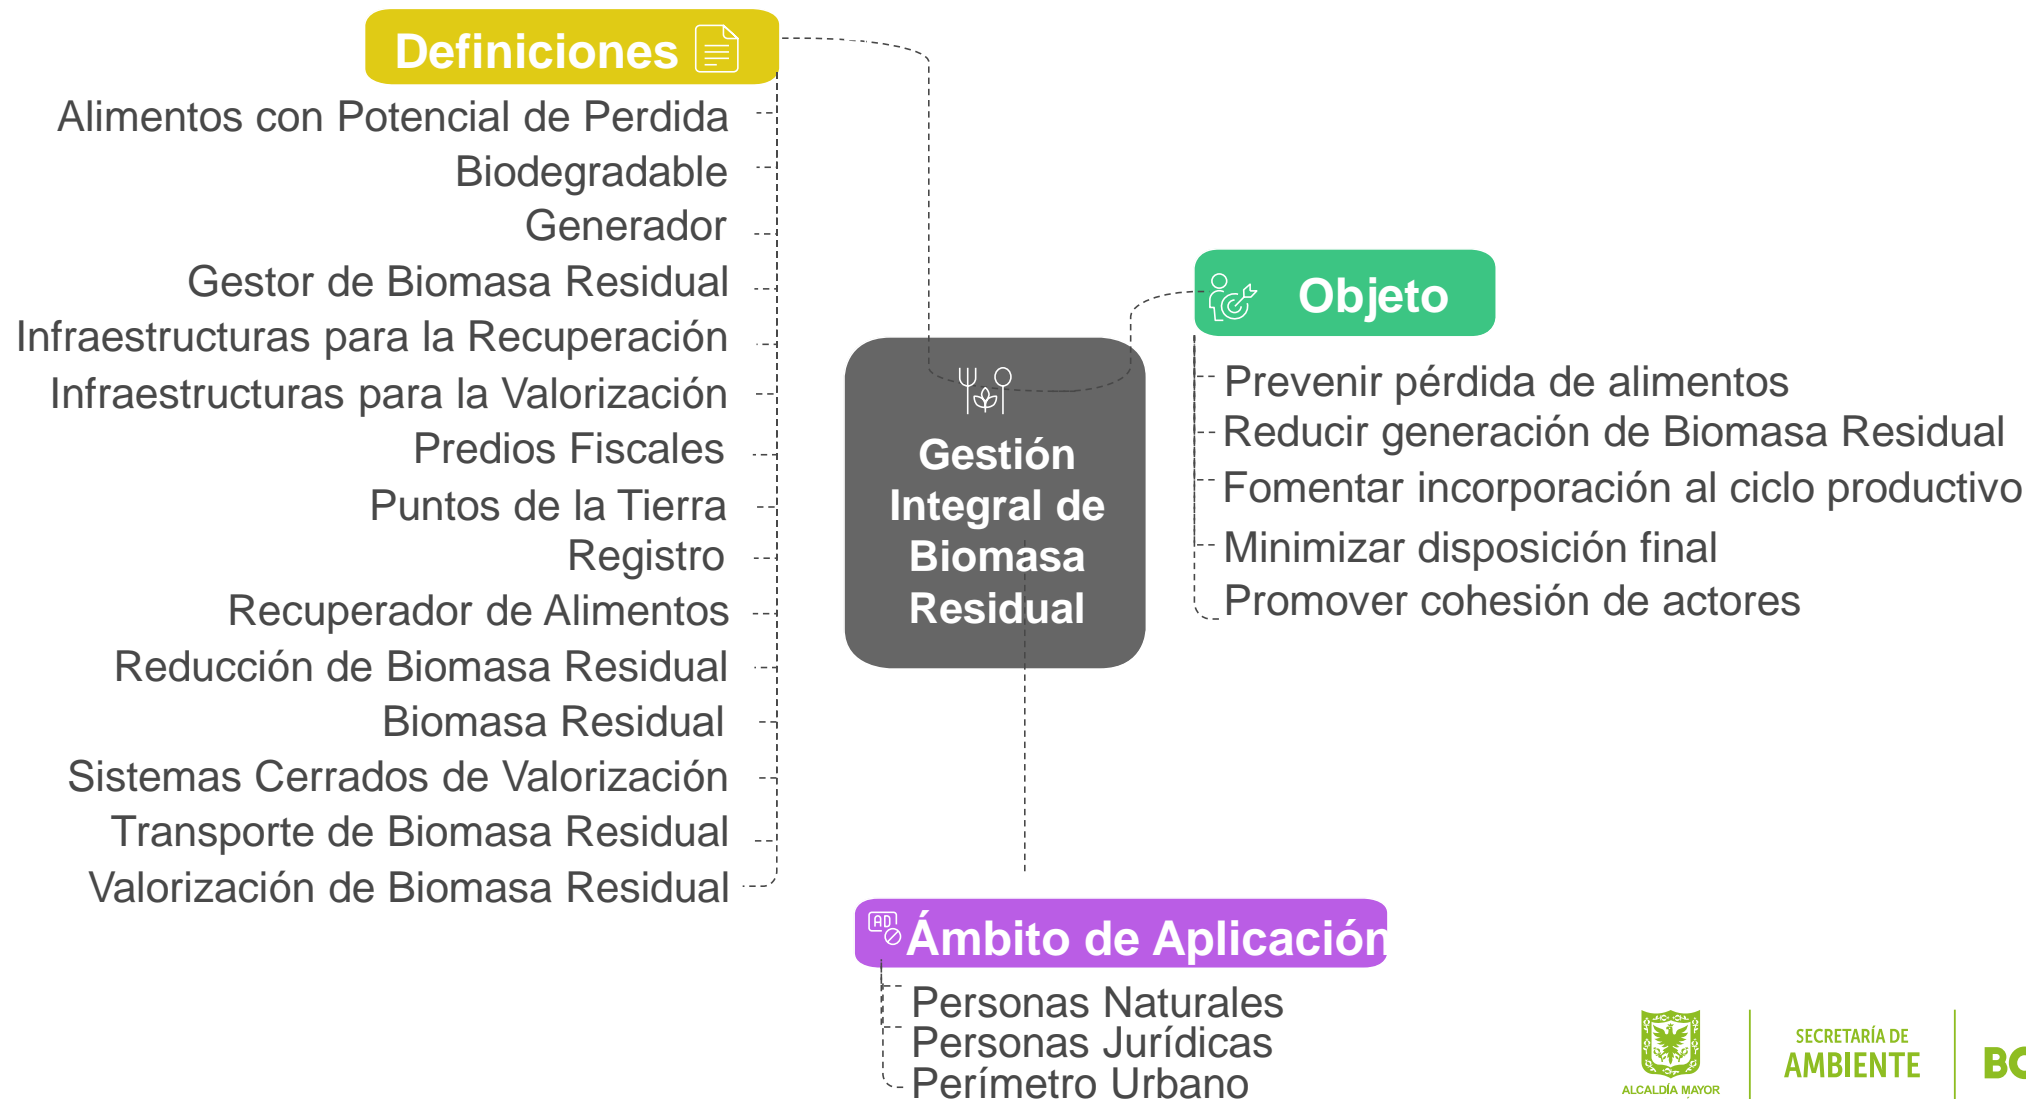 Definiciones
Alimentos con Potencial de Perdida
Biodegradable
Generador
Gestor de Biomasa Residual
Infraestructuras para la Recuperación
Infraestructuras para la Valorización
Predios Fiscales
Puntos de la Tierra
Registro
Recuperador de Alimentos
Reducción de Biomasa Residual
Biomasa Residual
Sistemas Cerrados de Valorización
Transporte de Biomasa Residual
Valorización de Biomasa Residual
Gestión
Integral de
Biomasa
Residual
Objeto
Prevenir pérdida de alimentos
Reducir generación de Biomasa Residual
Fomentar incorporación al ciclo productivo
Minimizar disposición final
Promover cohesión de actores
AD
Ámbito de Aplicación
Personas Naturales
Personas Jurídicas
Perímetro Urbano
ALCALDÍA MAYOR
SECRETARÍA DE
AMBIENTE